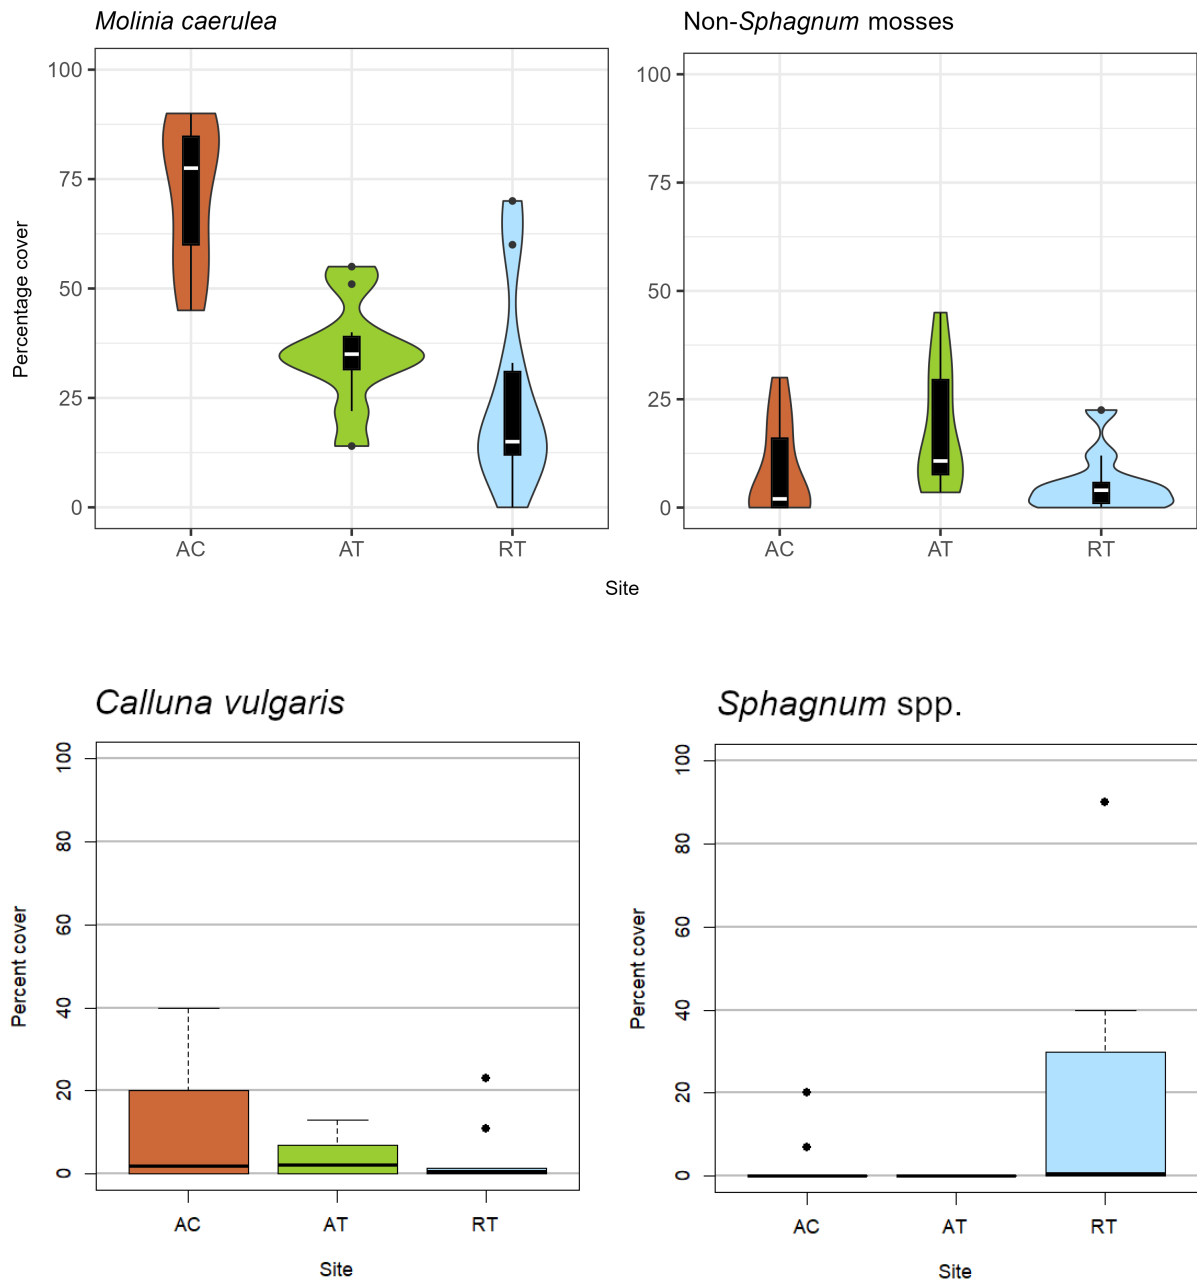 Molinia caerulea
Non-Sphagnum mosses
Percentage cover
100
75
50
25
0
AC
AT
RT
100
75
50
25
0
AC
AT
RT
Site
Calluna vulgaris
Sphagnum spp.
Percent cover
100
80
60
40
20
0
AC
AT
RT
Site
Percent cover
100
80
60
40
20
0
AC
AT
RT
Site